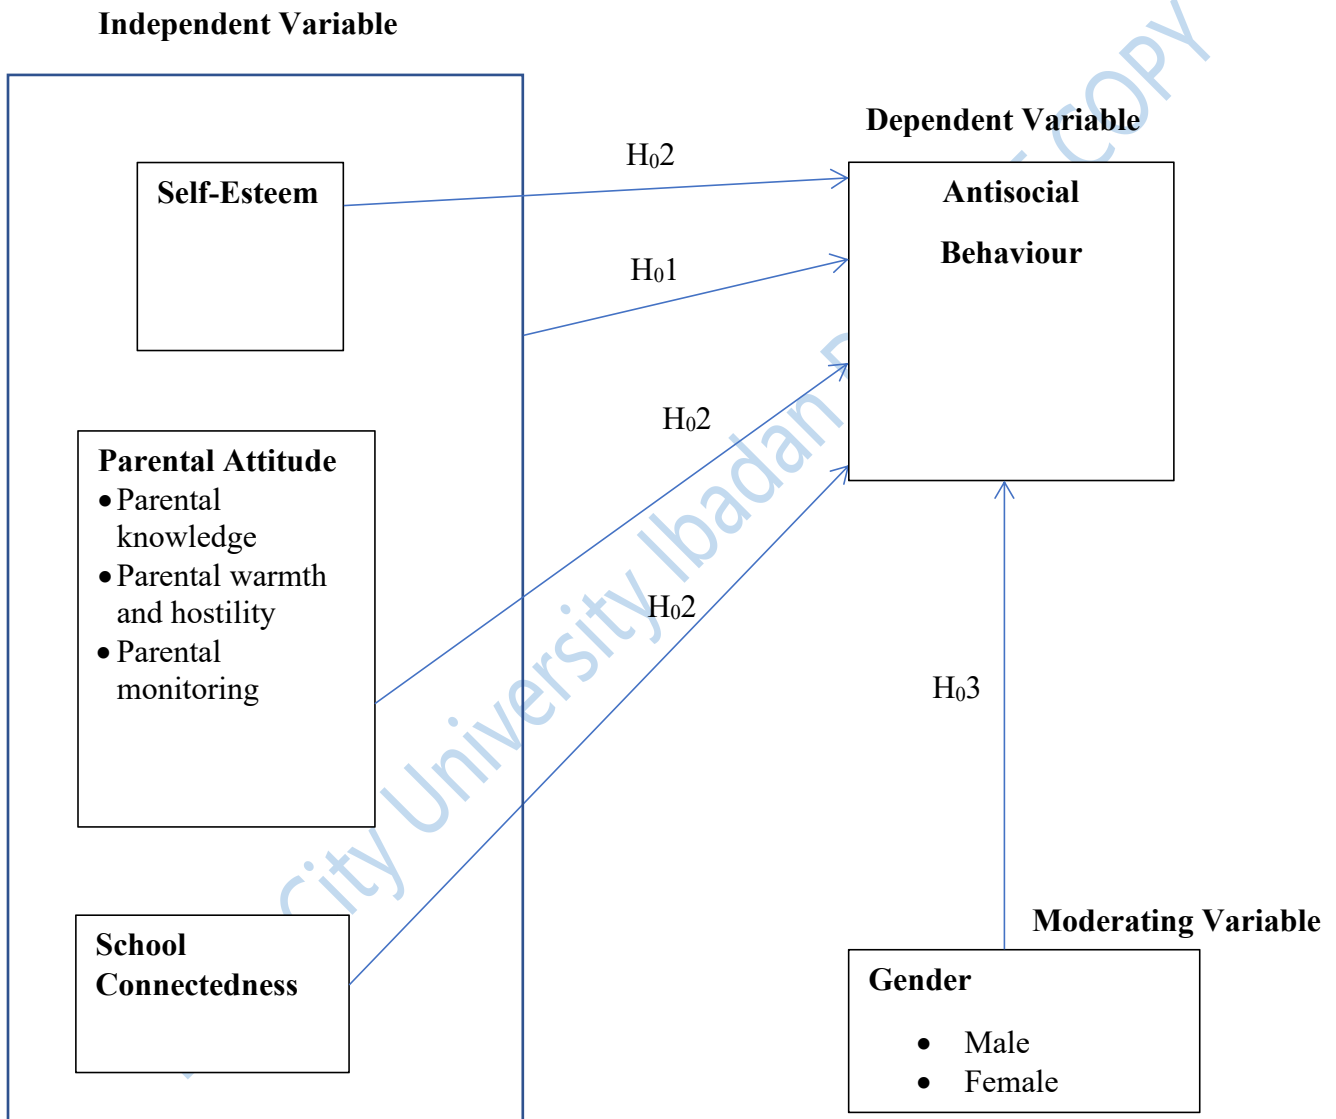 Independent Variable
Dependent Variable
Self-Esteem
H₀2
Antisocial
Behaviour
H₀1
H₀2
Parental Attitude
• Parental
knowledge
• Parental warmth
and hostility
• Parental
monitoring
H₀2
H₀3
School
Connectedness
Moderating Variable
Gender
• Male
• Female
City University Ibadan
COPY